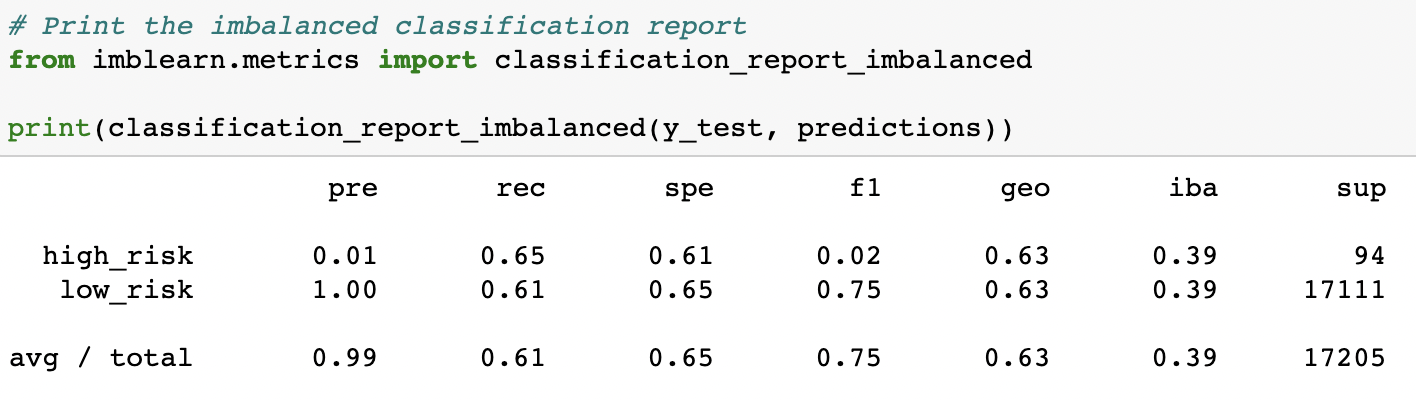 # Print the imbalanced classification report
from imblearn.metrics import classification_report_imbalanced
print(classification_report_imbalanced(y_test, predictions))
pre rec spe f1 geo iba sup
high_risk 0.01 0.65 0.61 0.02 0.63 0.39 94
low_risk 1.00 0.61 0.65 0.75 0.63 0.39 17111
avg / total 0.99 0.61 0.65 0.75 0.63 0.39 17205